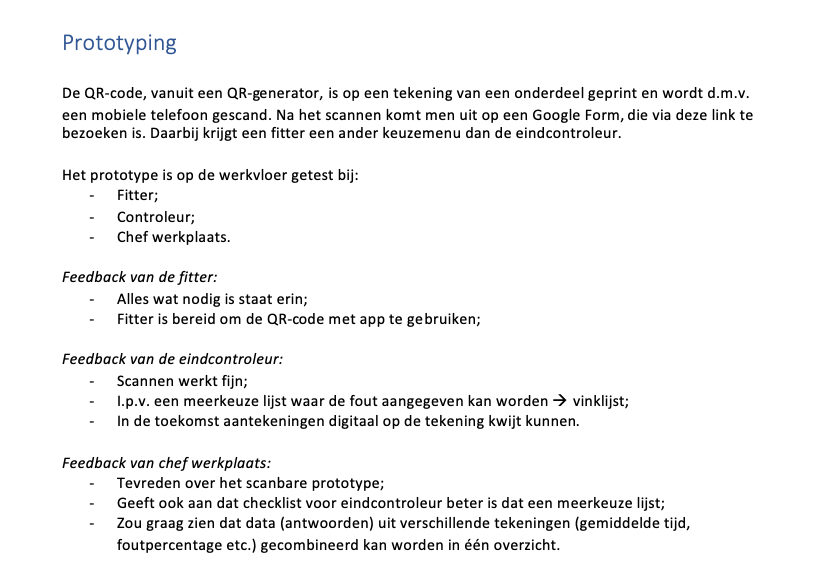 Prototyping
De QR-code, vanuit een QR-generator, is op een tekening van een onderdeel geprint en wordt d.m.v.
een mobiele telefoon gescand. Na het scannen komt men uit op een Google Form, die via deze link te
bezoeken is. Daarbij krijgt een fitter een ander keuzemenu dan de eindcontroleur.
Het prototype is op de werkvloer getest bij:
- Fitter;
- Controleur;
- Chef werkplaats.
Feedback van de fitter:
- Alles wat nodig is staat erin;
- Fitter is bereid om de QR-code met app te gebruiken;
Feedback van de eindcontroleur:
- Scannen werkt fijn;
- I.p.v. een meerkeuze lijst waar de fout aangegeven kan worden → vinklijst;
- In de toekomst aantekeningen digitaal op de tekening kwijt kunnen.
Feedback van chef werkplaats:
- Tevreden over het scanbare prototype;
- Geeft ook aan dat checklist voor eindcontroleur beter is dat een meerkeuze lijst;
- Zou graag zien dat data (antwoorden) uit verschillende tekeningen (gemiddelde tijd,
foutpercentage etc.) gecombineerd kan worden in één overzicht.